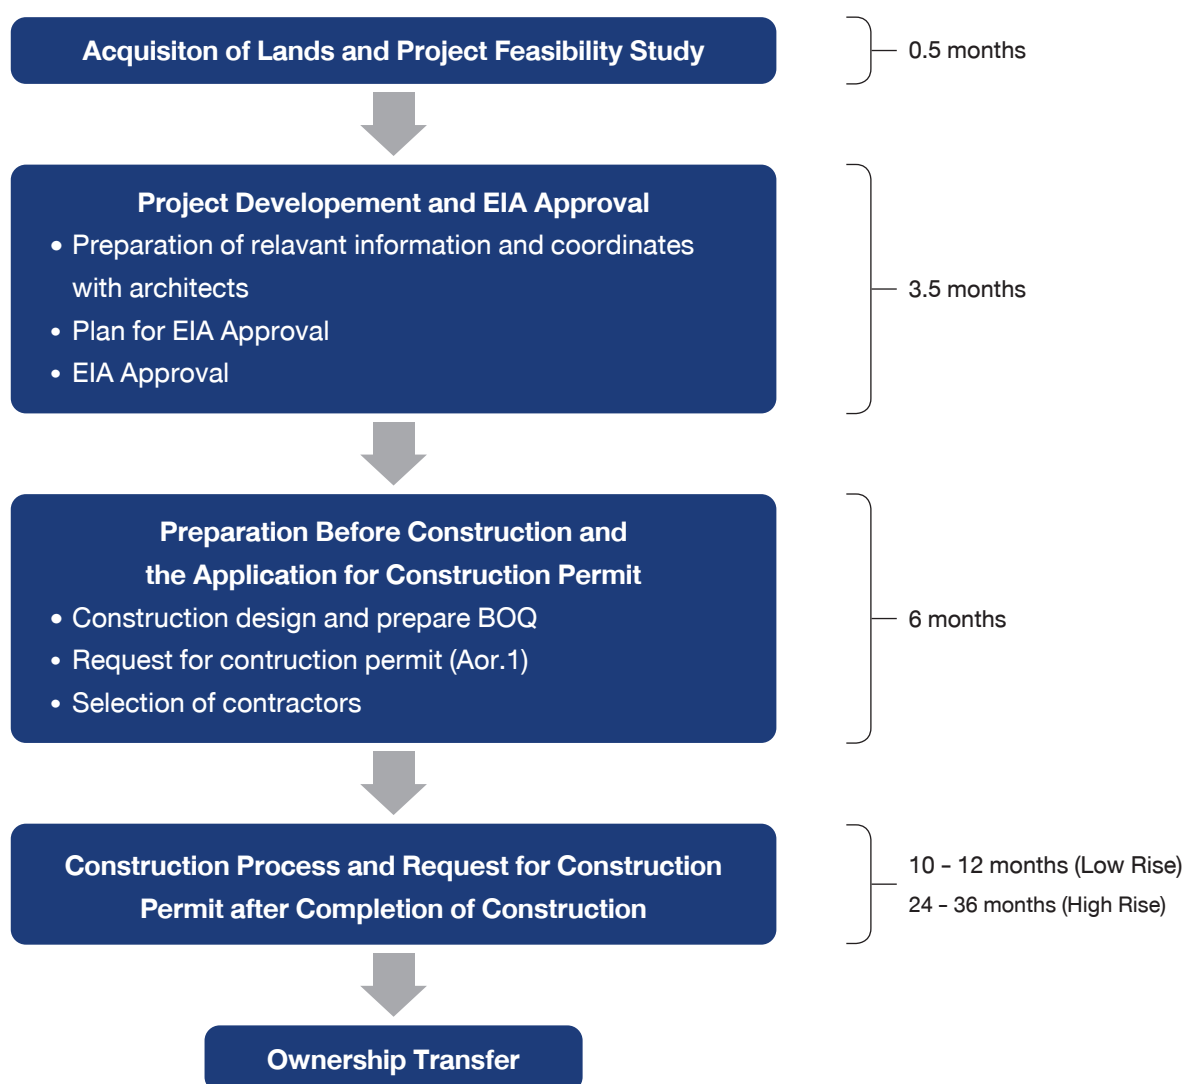 Acquisiton of Lands and Project Feasibility Study
0.5 months
Project Developement and EIA Approval
• Preparation of relavant information and coordinates
with architects
• Plan for EIA Approval
• EIA Approval
3.5 months
Preparation Before Construction and
the Application for Construction Permit
• Construction design and prepare BOQ
• Request for contruction permit (Aor.1)
• Selection of contractors
6 months
Construction Process and Request for Construction
Permit after Completion of Construction
10 - 12 months (Low Rise)
24 - 36 months (High Rise)
Ownership Transfer